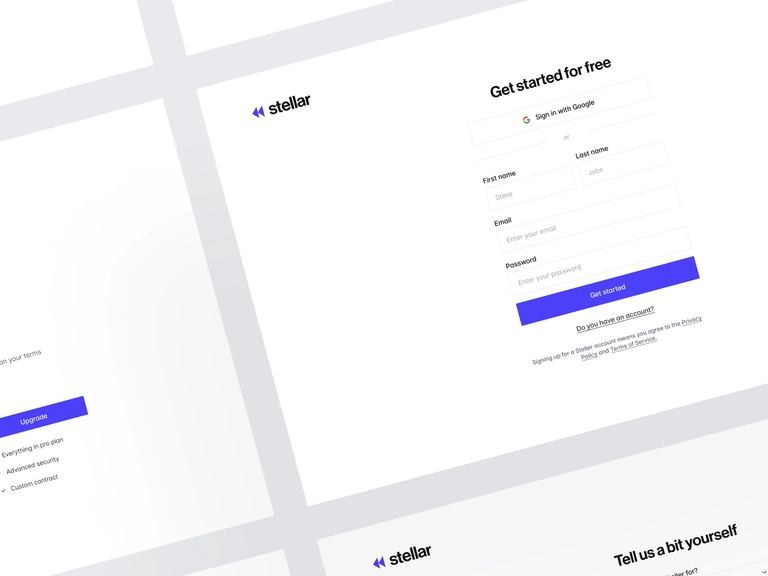 stellar
Get started for free
Sign in with Google
or
First name
Last name
Steve
Jobs
Email
Enter your email
Password
Enter your password
Get started
Do you have an account?
Signing up for a Steller account means you agree to the Privacy
Policy and Terms of Service.
on your terms
Upgrade
Everything in pro plan
Advanced security
Custom contract
stellar
Tell us a bit yourself
for?